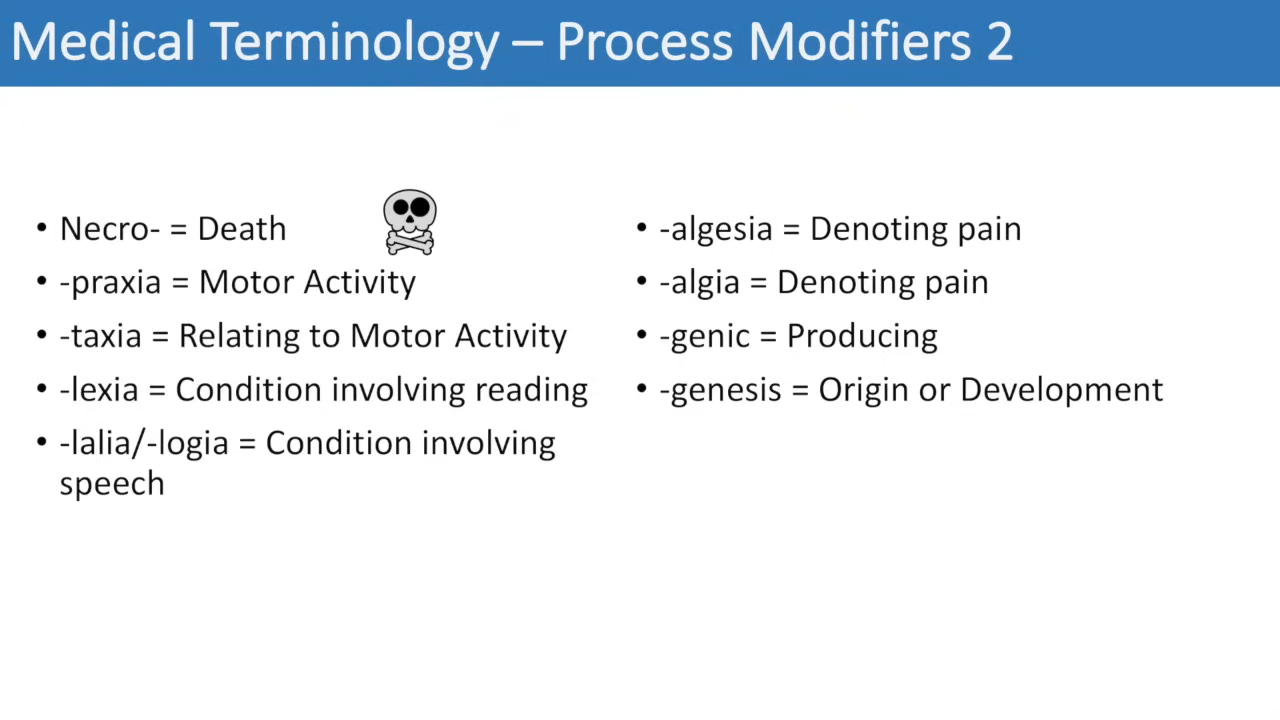 Medical Terminology – Process Modifiers 2
• Necro- = Death
• -praxia = Motor Activity
• -taxia = Relating to Motor Activity
• -lexia = Condition involving reading
• -lalia/-logia = Condition involving
speech
• -algesia = Denoting pain
• -algia = Denoting pain
• -genic = Producing
• -genesis = Origin or Development